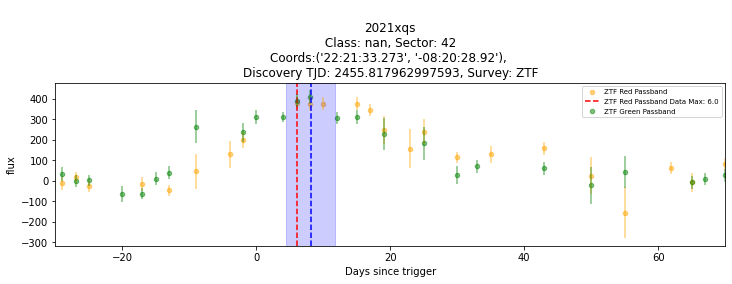 2021xqs
Class: nan, Sector: 42
Coords:('22:21:33.273', '-08:20:28.92'),
Discovery TJD: 2455.817962997593, Survey: ZTF
ZTF Red Passband
ZTF Red Passband Data Max: 6.0
ZTF Green Passband
flux
400
300
200
100
0
−100
−200
−300
−20
0
20
40
60
Days since trigger